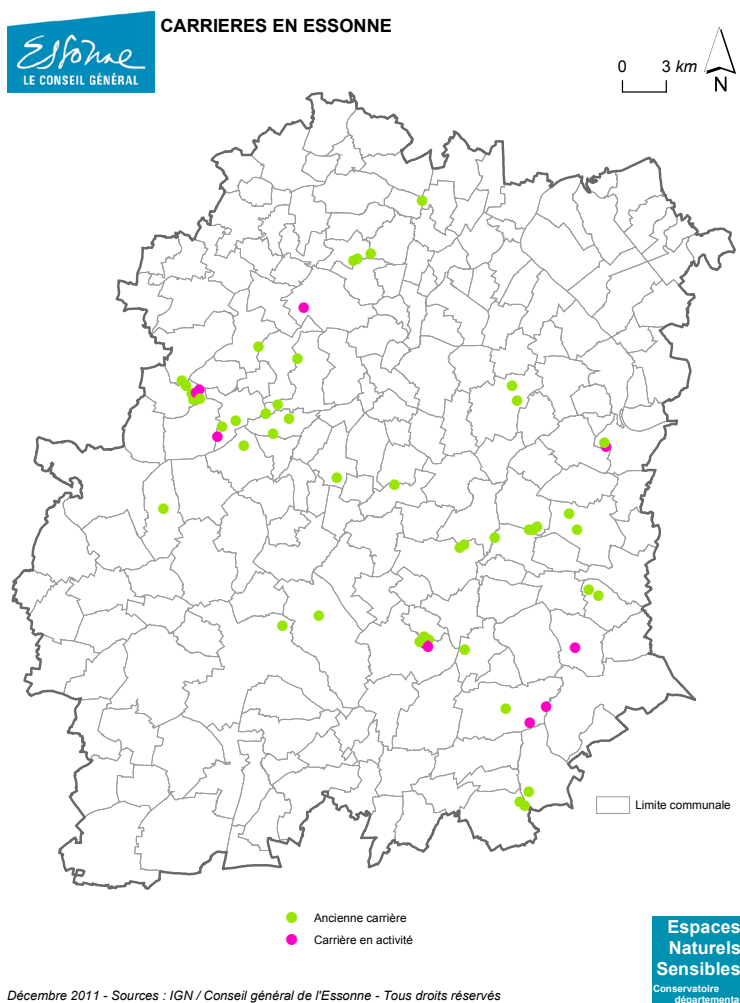 CARRIERES EN ESSONNE
Essonne
LE CONSEIL GÉNÉRAL
0 3 km
N
Limite communale
Ancienne carrière
Carrière en activité
Espaces
Naturels
Sensibles
Conservatoire
départementa
Décembre 2011 - Sources : IGN / Conseil général de l'Essonne - Tous droits réservés